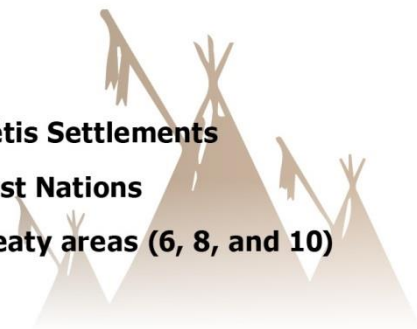 etis Settlements
st Nations
eaty areas (6, 8, and 10)